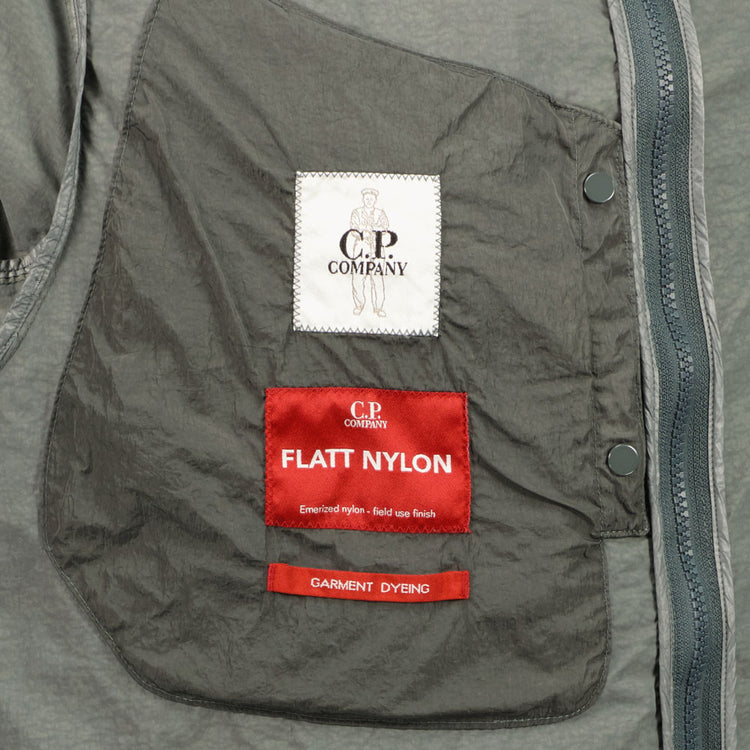 C.P.
COMPANY
C.P.
COMPANY
FLATT NYLON
Emerized nylon - field use finish
GARMENT DYEING